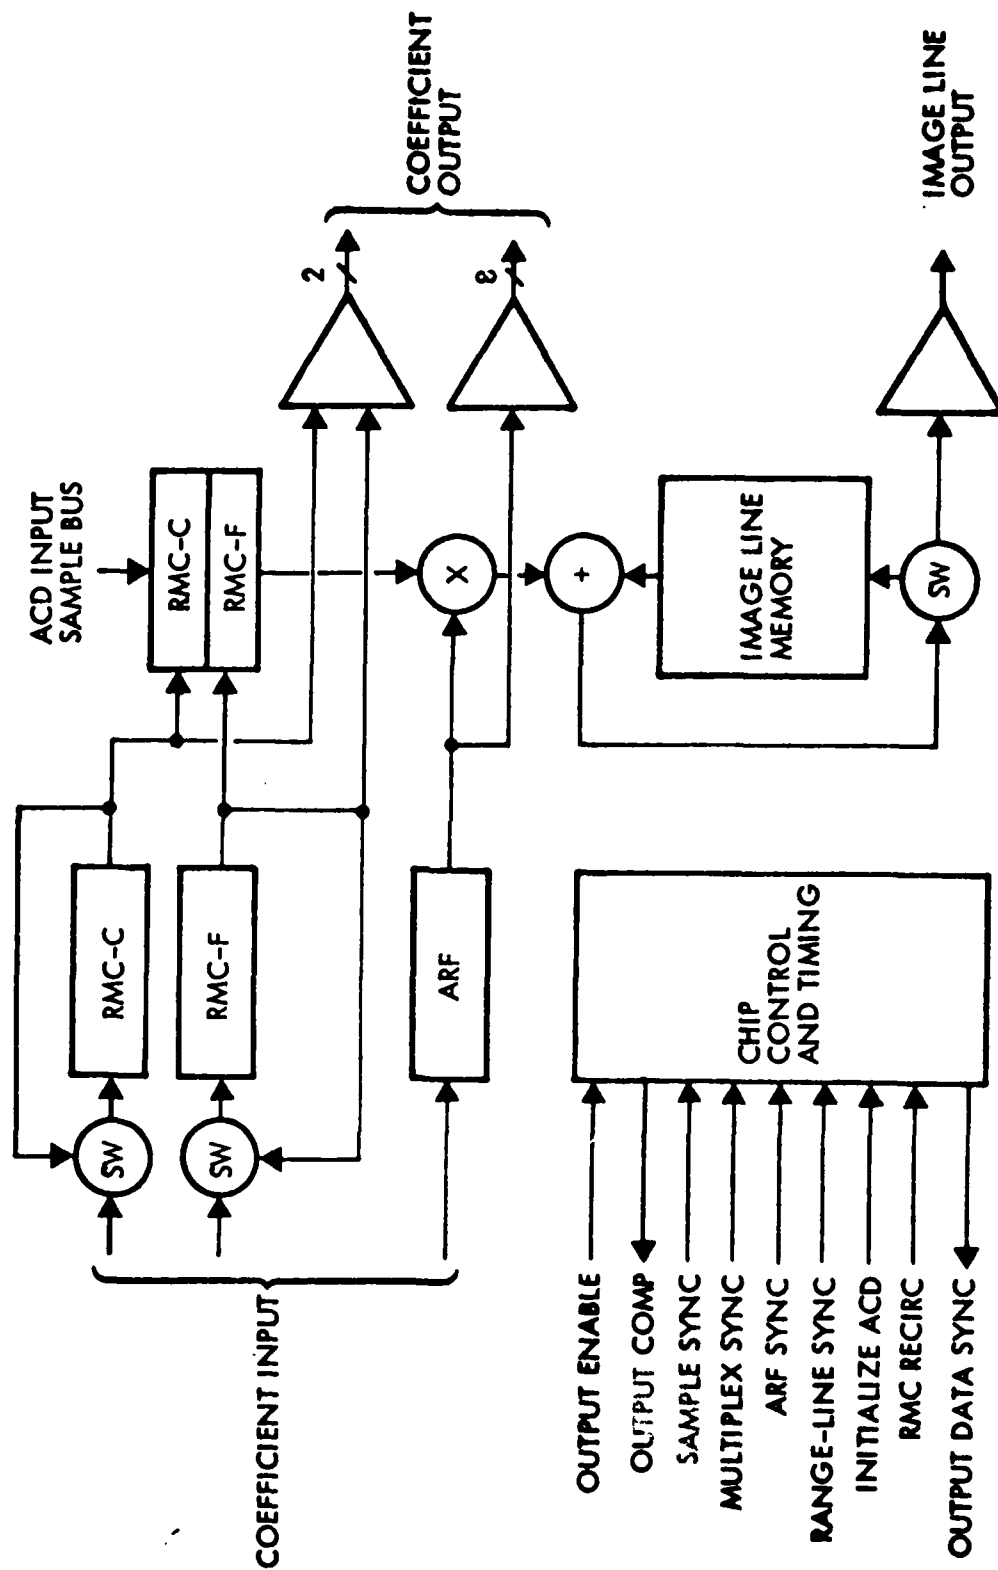 COEFFICIENT INPUT
SW
RMC-C
SW
RMC-F
ARF
ACD INPUT
SAMPLE BUS
RMC-C
RMC-F
2
8
COEFFICIENT
OUTPUT
X
+
IMAGE LINE
MEMORY
SW
IMAGE LINE
OUTPUT
OUTPUT ENABLE
OUTPUT COMP
SAMPLE SYNC
MULTIPLEX SYNC
ARF SYNC
RANGE-LINE SYNC
INITIALIZE ACD
RMC RECIRC
OUTPUT DATA SYNC
CHIP
CONTROL
AND TIMING